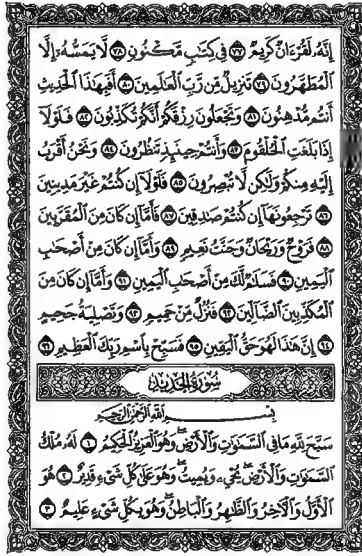 إِنَّهُۥ لَقُرْءَانٌ كَرِيمٌ ٧٧ فِى كِتَٰبٍ مَّكْنُونٍ ٧٨ لَّا يَمَسُّهُۥٓ إِلَّا
ٱلْمُطَهَّرُونَ ٧٩ تَنزِيلٌ مِّن رَّبِّ ٱلْعَٰلَمِينَ ٨٠ أَفَبِهَٰذَا ٱلْحَدِيثِ
أَنتُم مُّدْهِنُونَ ٨١ وَتَجْعَلُونَ رِزْقَكُمْ أَنَّكُمْ تُكَذِّبُونَ ٨٢ فَلَوْلَآ
إِذَا بَلَغَتِ ٱلْحُلْقُومَ ٨٣ وَأَنتُمْ حِينَئِذٍ تَنظُرُونَ ٨٤ وَنَحْنُ أَقْرَبُ
إِلَيْهِ مِنكُمْ وَلَٰكِن لَّا تُبْصِرُونَ ٨٥ فَلَوْلَآ إِن كُنتُمْ غَيْرَ مَدِينِينَ
٨٦ تَرْجِعُونَهَآ إِن كُنتُمْ صَٰدِقِينَ ٨٧ فَأَمَّآ إِن كَانَ مِنَ ٱلْمُقَرَّبِينَ
٨٨ فَرَوْحٌ وَرَيْحَانٌ وَجَنَّتُ نَعِيمٍ ٨٩ وَأَمَّآ إِن كَانَ مِنْ أَصْحَٰبِ
ٱلْيَمِينِ ٩٠ فَسَلَٰمٌ لَّكَ مِنْ أَصْحَٰبِ ٱلْيَمِينِ ٩١ وَأَمَّآ إِن كَانَ مِنَ
ٱلْمُكَذِّبِينَ ٱلضَّآلِّينَ ٩٢ فَنُزُلٌ مِّنْ حَمِيمٍ ٩٣ وَتَصْلِيَةُ جَحِيمٍ
٩٤ إِنَّ هَٰذَا لَهُوَ حَقُّ ٱلْيَقِينِ ٩٥ فَسَبِّحْ بِٱسْمِ رَبِّكَ ٱلْعَظِيمِ ٩٦
سُورَةُ الحَدِيدِ
بِسْمِ ٱللَّهِ ٱلرَّحْمَٰنِ ٱلرَّحِيمِ
سَبَّحَ لِلَّهِ مَا فِى ٱلسَّمَٰوَٰتِ وَٱلْأَرْضِ ۖ وَهُوَ ٱلْعَزِيزُ ٱلْحَكِيمُ ١ لَهُۥ مُلْكُ
ٱلسَّمَٰوَٰتِ وَٱلْأَرْضِ ۖ يُحْىِۦ وَيُمِيتُ ۖ وَهُوَ عَلَىٰ كُلِّ شَىْءٍ قَدِيرٌ ٢ هُوَ
ٱلْأَوَّلُ وَٱلْءَاخِرُ وَٱلظَّٰهِرُ وَٱلْبَاطِنُ ۖ وَهُوَ بِكُلِّ شَىْءٍ عَلِيمٌ ٣